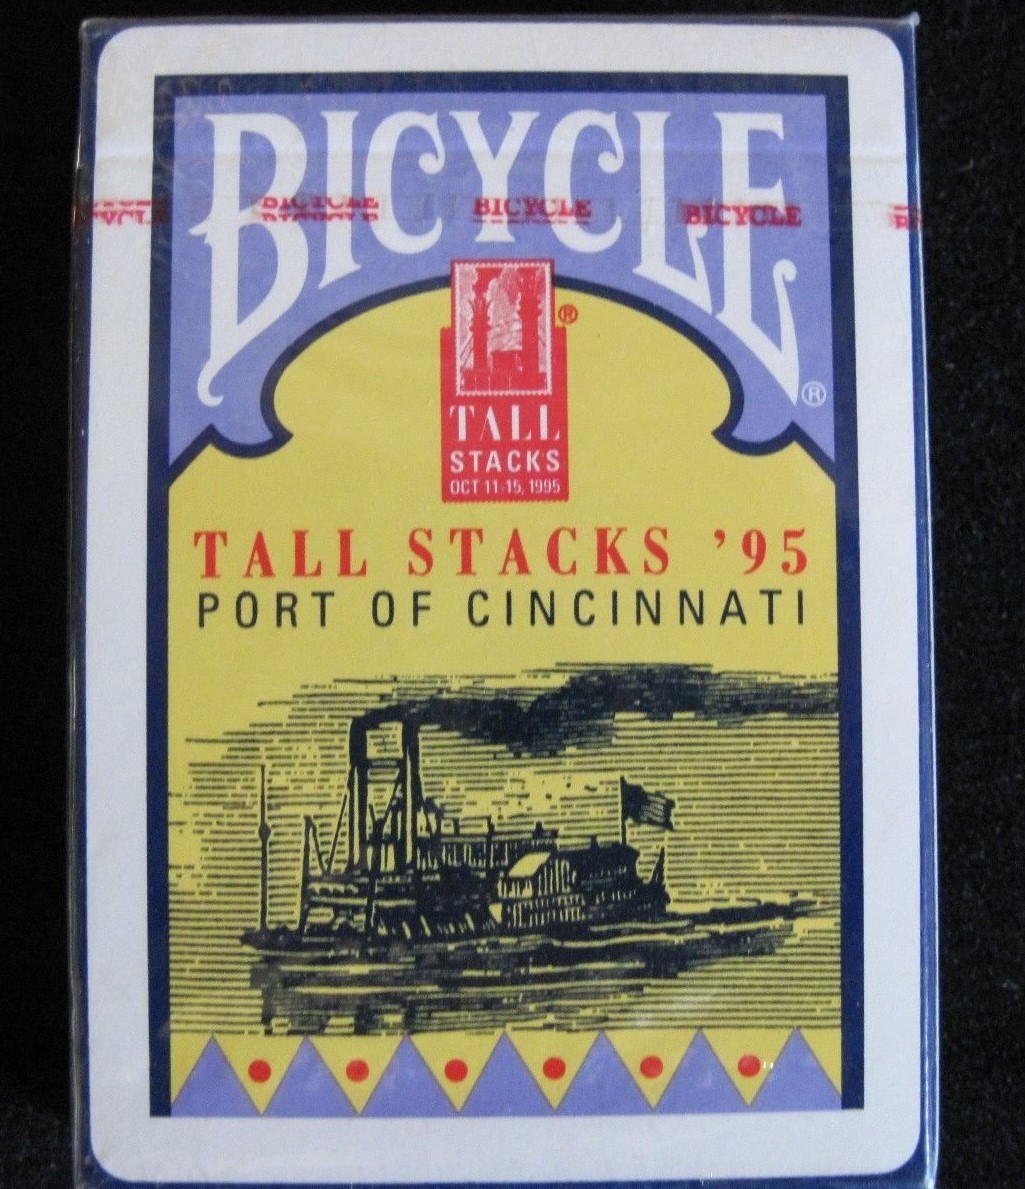 BICYCLE
®
BICYCLE BICYCLE BICYCLE
®
TALL
STACKS
OCT 11-15, 1995
TALL STACKS ’95
PORT OF CINCINNATI